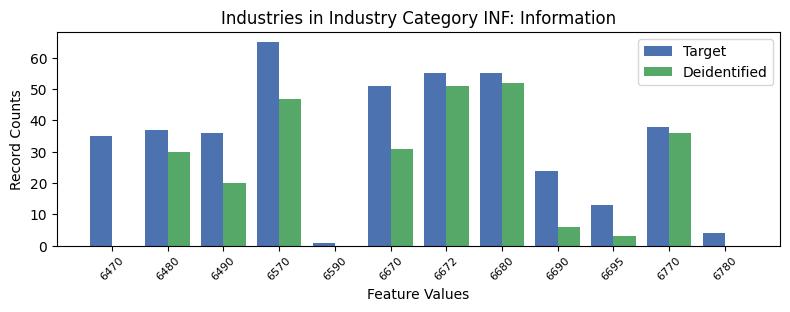 Industries in Industry Category INF: Information
Target
Deidentified
Record Counts
60
50
40
30
20
10
0
6470 6480 6490 6570 6590 6670 6672 6680 6690 6695 6770 6780
Feature Values